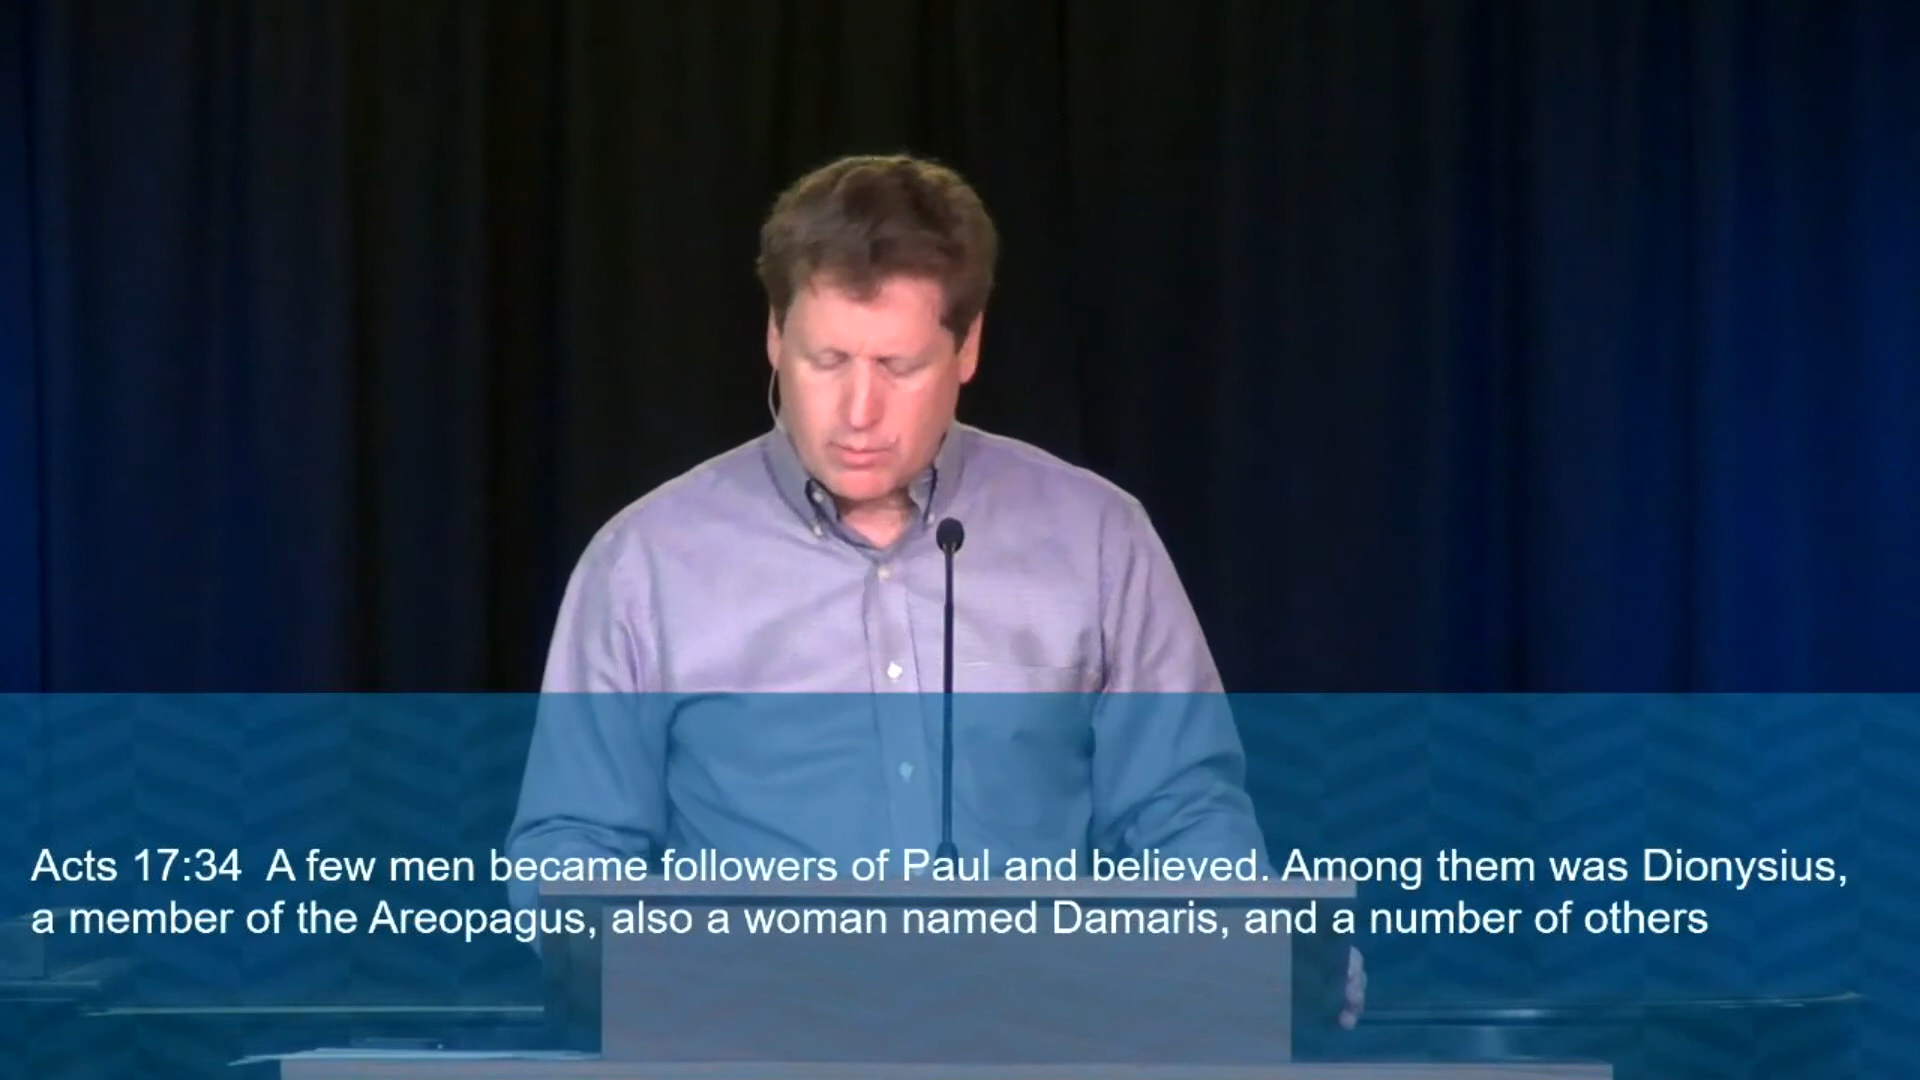 Acts 17:34  A few men became followers of Paul and believed. Among them was Dionysius,
a member of the Areopagus, also a woman named Damaris, and a number of others